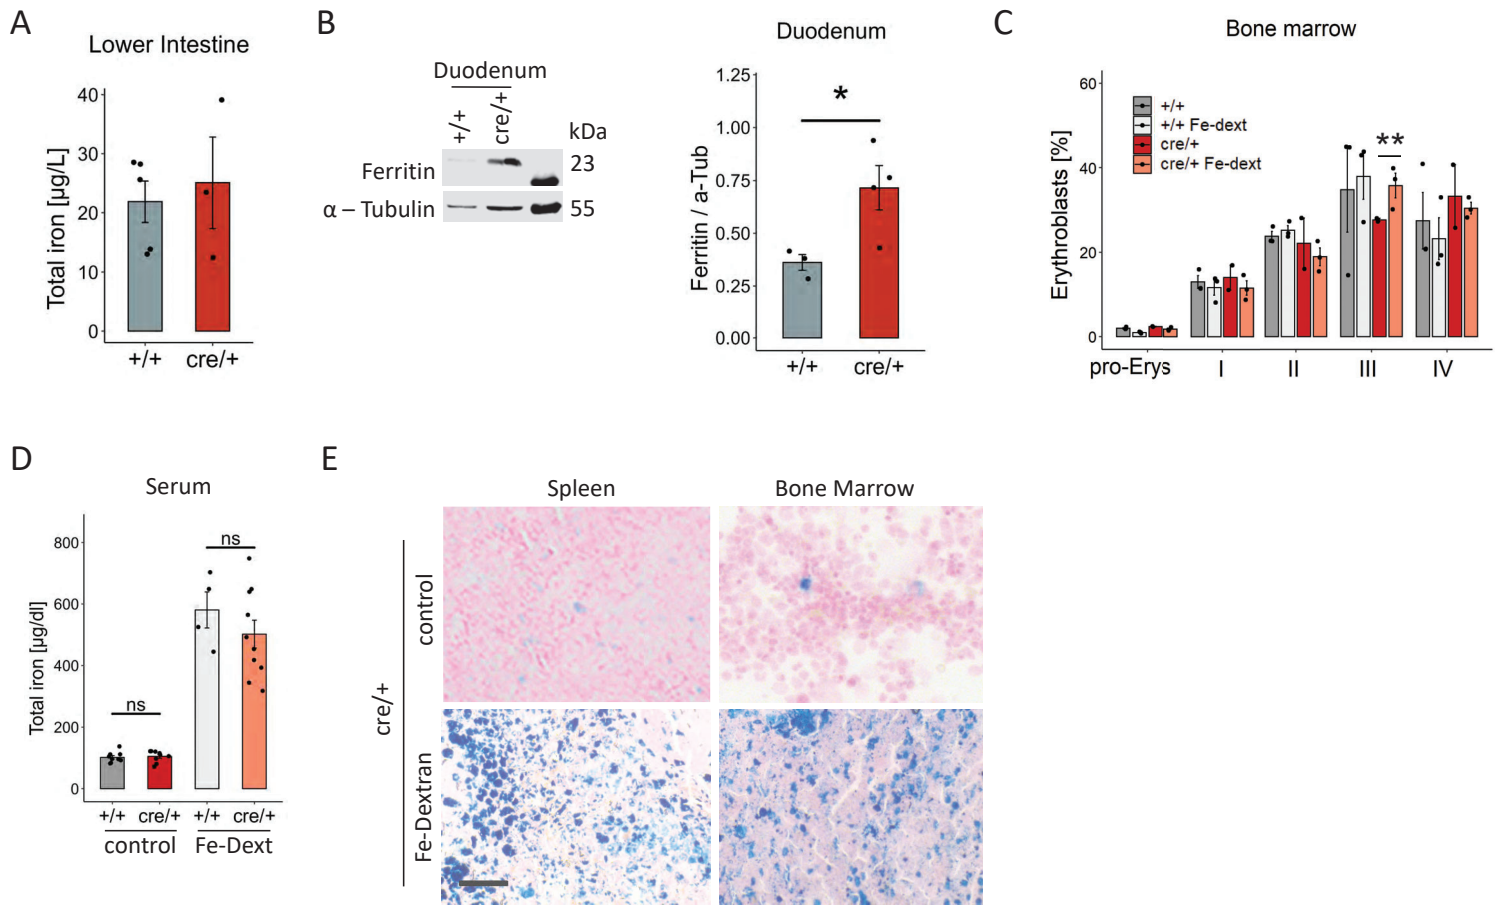 A
Lower Intestine
Total iron [µg/L]
40
30
20
10
0
+/+
cre/+
B
Duodenum
+/+
cre/+
kDa
Ferritin
23
α – Tubulin
55
Duodenum
Ferritin / a-Tub
1.25
1.00
0.75
0.50
0.25
0.00
*
+/+
cre/+
C
Bone marrow
Erythroblasts [%]
60
40
20
0
+/+
+/+ Fe-dext
cre/+
cre/+ Fe-dext
**
pro-Erys
I
II
III
IV
D
Serum
Total iron [µg/dl]
800
600
400
200
0
ns
ns
+/+
cre/+
+/+
cre/+
control
Fe-Dext
E
Spleen
Bone Marrow
cre/+
control
Fe-Dextran